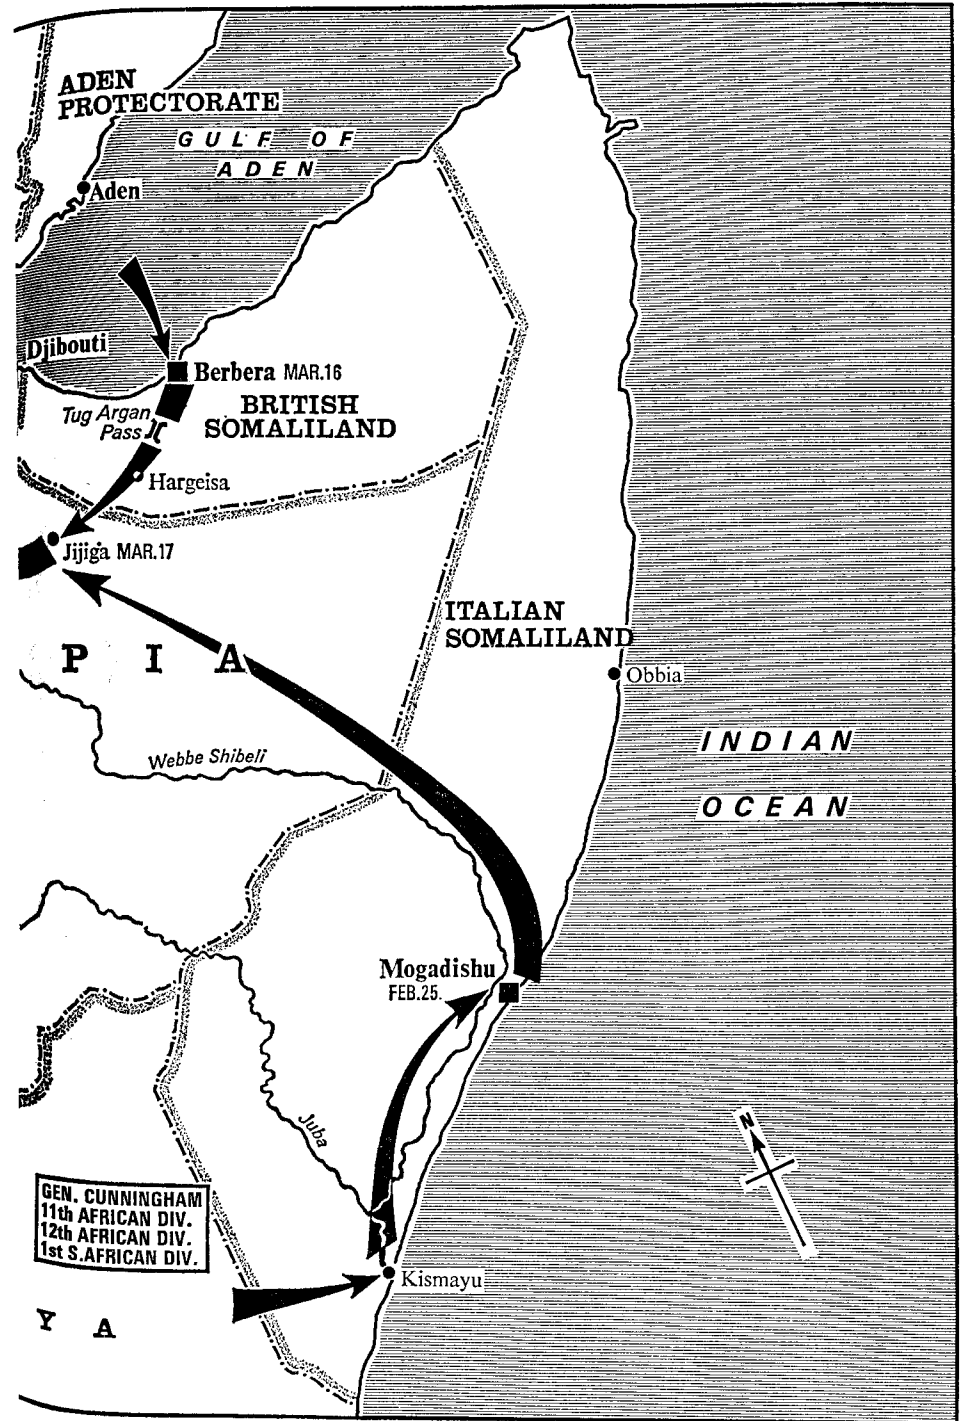 ADEN
PROTECTORATE
GULF OF
ADEN
Aden
Djibouti
Berbera MAR.16
Tug Argan
Pass
BRITISH
SOMALILAND
Hargeisa
Jijiga MAR.17
ITALIAN
SOMALILAND
P I A
Obbia
INDIAN
OCEAN
Webbe Shibeli
Mogadishu
FEB.25.
Juba
N
GEN. CUNNINGHAM
11th AFRICAN DIV.
12th AFRICAN DIV.
1st S.AFRICAN DIV.
Kismayu
Y A